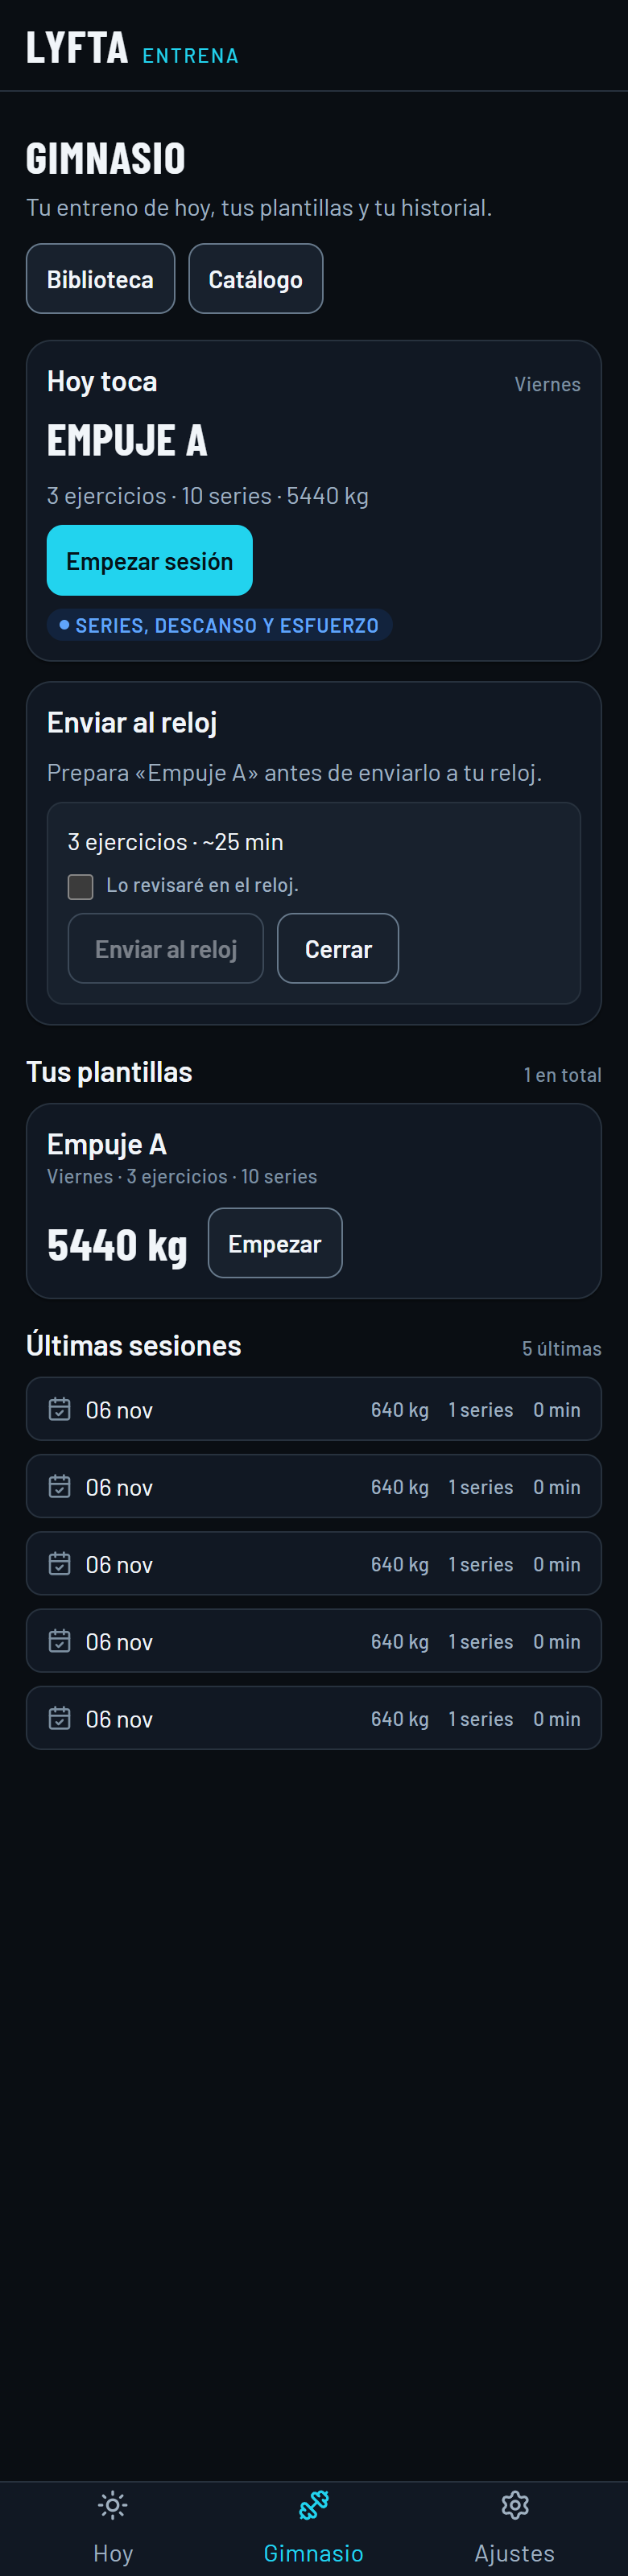 LYFTA ENTRENA
GIMNASIO
Tu entreno de hoy, tus plantillas y tu historial.
Biblioteca Catálogo
Hoy toca Viernes
EMPUJE A
3 ejercicios · 10 series · 5440 kg
Empezar sesión
SERIES, DESCANSO Y ESFUERZO
Enviar al reloj
Prepara «Empuje A» antes de enviarlo a tu reloj.
3 ejercicios · ~25 min
Lo revisaré en el reloj.
Enviar al reloj Cerrar
Tus plantillas 1 en total
Empuje A
Viernes · 3 ejercicios · 10 series
5440 kg Empezar
Últimas sesiones 5 últimas
06 nov 640 kg 1 series 0 min
06 nov 640 kg 1 series 0 min
06 nov 640 kg 1 series 0 min
06 nov 640 kg 1 series 0 min
06 nov 640 kg 1 series 0 min
Hoy Gimnasio Ajustes